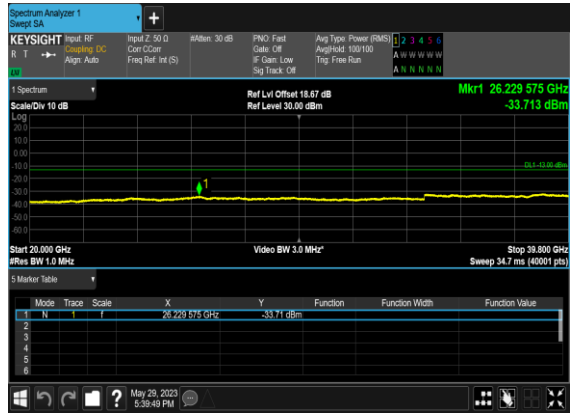 Spectrum Analyzer 1
Swept SA
KEYSIGHT Input: RF Input Z: 50 Ω #Atten: 30 dB PNO: Fast Avg Type: Power (RMS) 1 2 3 4 5 6
R T Coupling: DC Corr CCorr Gate: Off Avg|Hold: 100/100 A W W W W W
Align: Auto Freq Ref: Int (S) IF Gain: Low Trig: Free Run
Sig Track: Off A N N N N N
1 Spectrum
Ref Lvl Offset 18.67 dB Mkr1 26.229 575 GHz
Scale/Div 10 dB Ref Level 30.00 dBm -33.713 dBm
Log
20.0
10.0
0.00
-10.0
DL1 -13.00 dBm
-20.0
1
-30.0
-40.0
-50.0
-60.0
Start 20.000 GHz Video BW 3.0 MHz* Stop 39.800 GHz
#Res BW 1.0 MHz Sweep 34.7 ms (40001 pts)
5 Marker Table
Mode Trace Scale X Y Function Function Width Function Value
1 N 1 f 26.229 575 GHz -33.71 dBm
2
3
4
5
6
May 29, 2023
5:39:49 PM